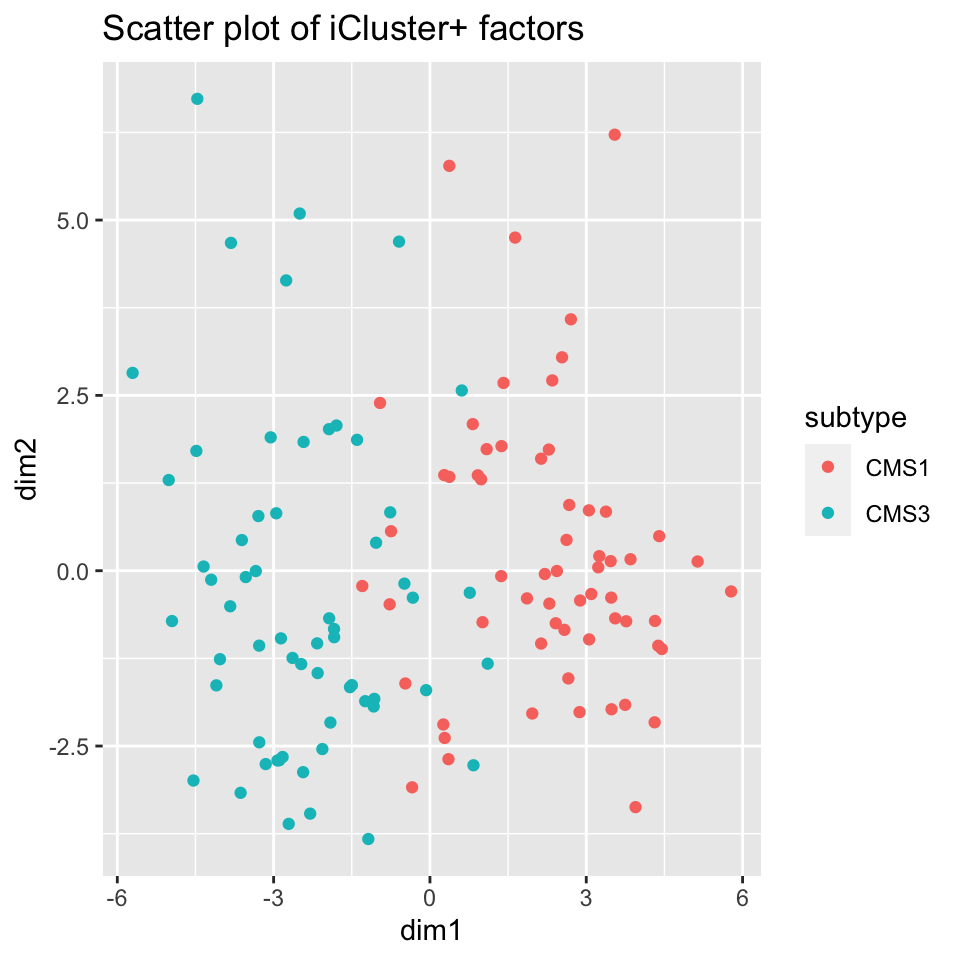 Scatter plot of iCluster+ factors
5.0
2.5
0.0
-2.5
dim2
-6
-3
0
3
6
dim1
subtype
CMS1
CMS3